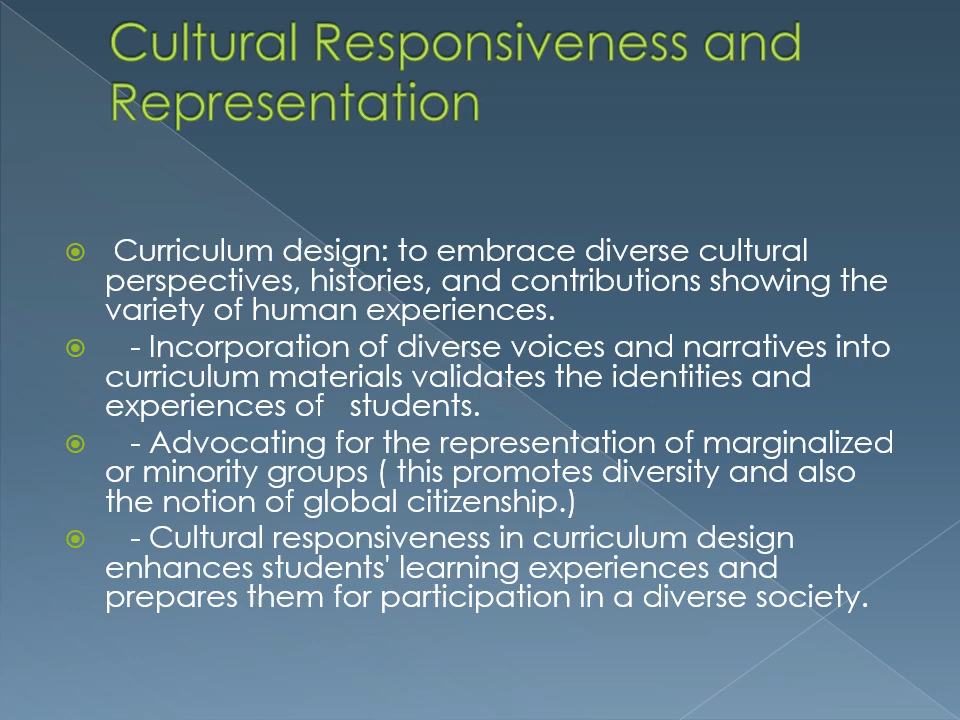 Cultural Responsiveness and
Representation
Curriculum design: to embrace diverse cultural
perspectives, histories, and contributions showing the
variety of human experiences.
- Incorporation of diverse voices and narratives into
curriculum materials validates the identities and
experiences of   students.
- Advocating for the representation of marginalized
or minority groups ( this promotes diversity and also
the notion of global citizenship.)
- Cultural responsiveness in curriculum design
enhances students' learning experiences and
prepares them for participation in a diverse society.